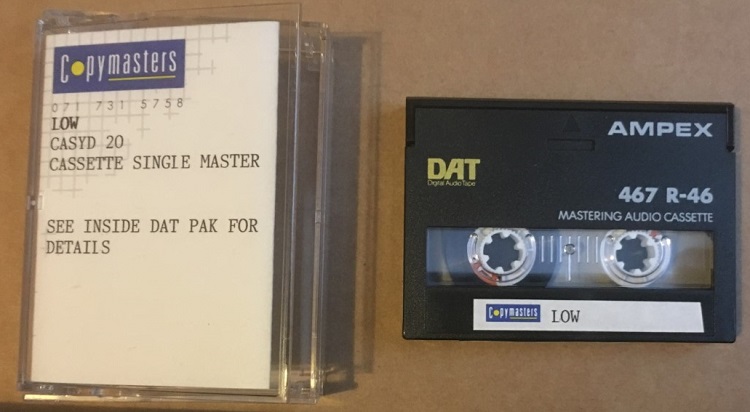 Copymasters
071 731 5758
LOW
CASYD 20
CASSETTE SINGLE MASTER
SEE INSIDE DAT PAK FOR
DETAILS
AMPEX
DAT
Digital Audio Tape
467 R-46
MASTERING AUDIO CASSETTE
Copymasters LOW